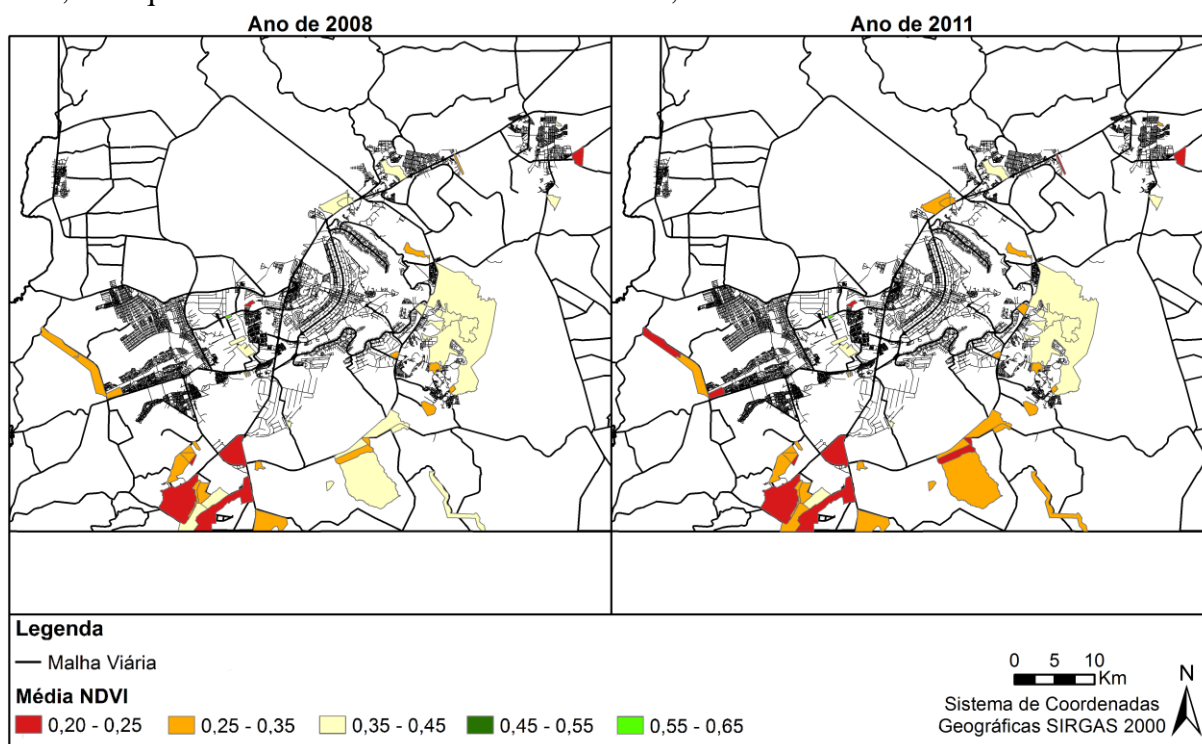 Ano de 2008
Ano de 2011
Legenda
Malha Viária
Média NDVI
0,20 - 0,25
0,25 - 0,35
0,35 - 0,45
0,45 - 0,55
0,55 - 0,65
0 5 10
Km
Sistema de Coordenadas
Geográficas SIRGAS 2000
N